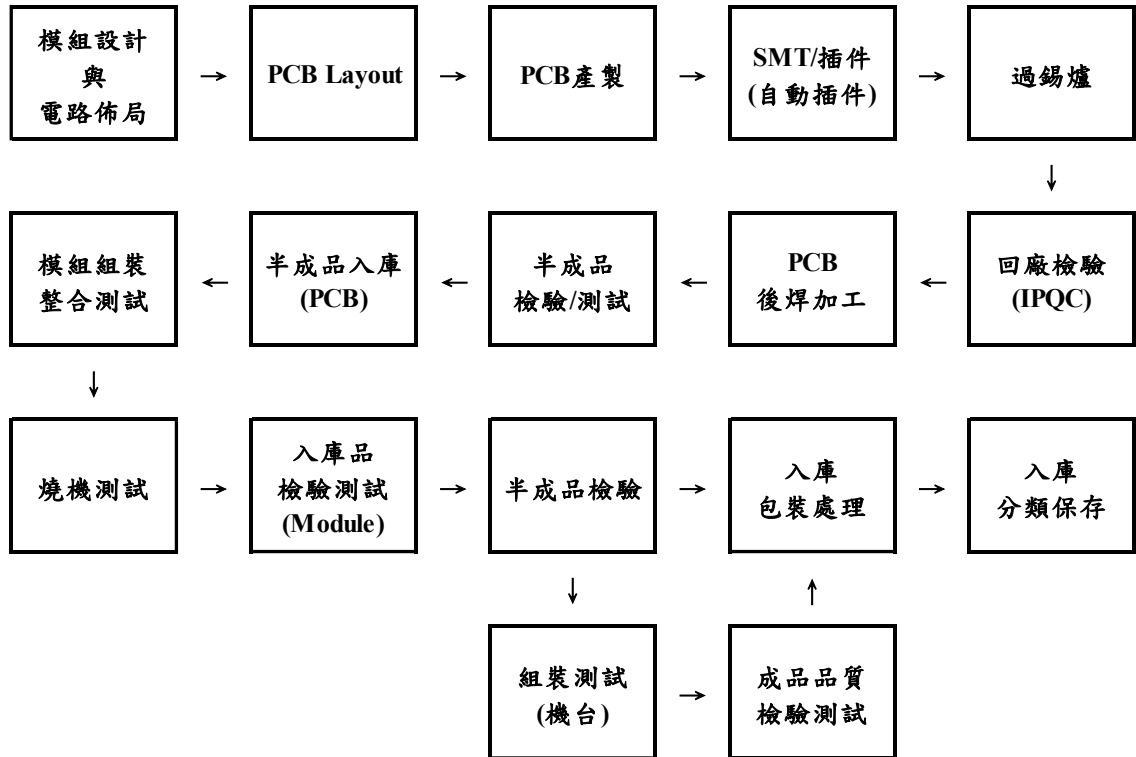 模組設計
與
電路佈局
PCB Layout
PCB產製
SMT/插件
(自動插件)
過錫爐
回廠檢驗
(IPQC)
PCB
後焊加工
半成品
檢驗/測試
半成品入庫
(PCB)
模組組裝
整合測試
燒機測試
入庫品
檢驗測試
(Module)
半成品檢驗
入庫
包裝處理
入庫
分類保存
組裝測試
(機台)
成品品質
檢驗測試